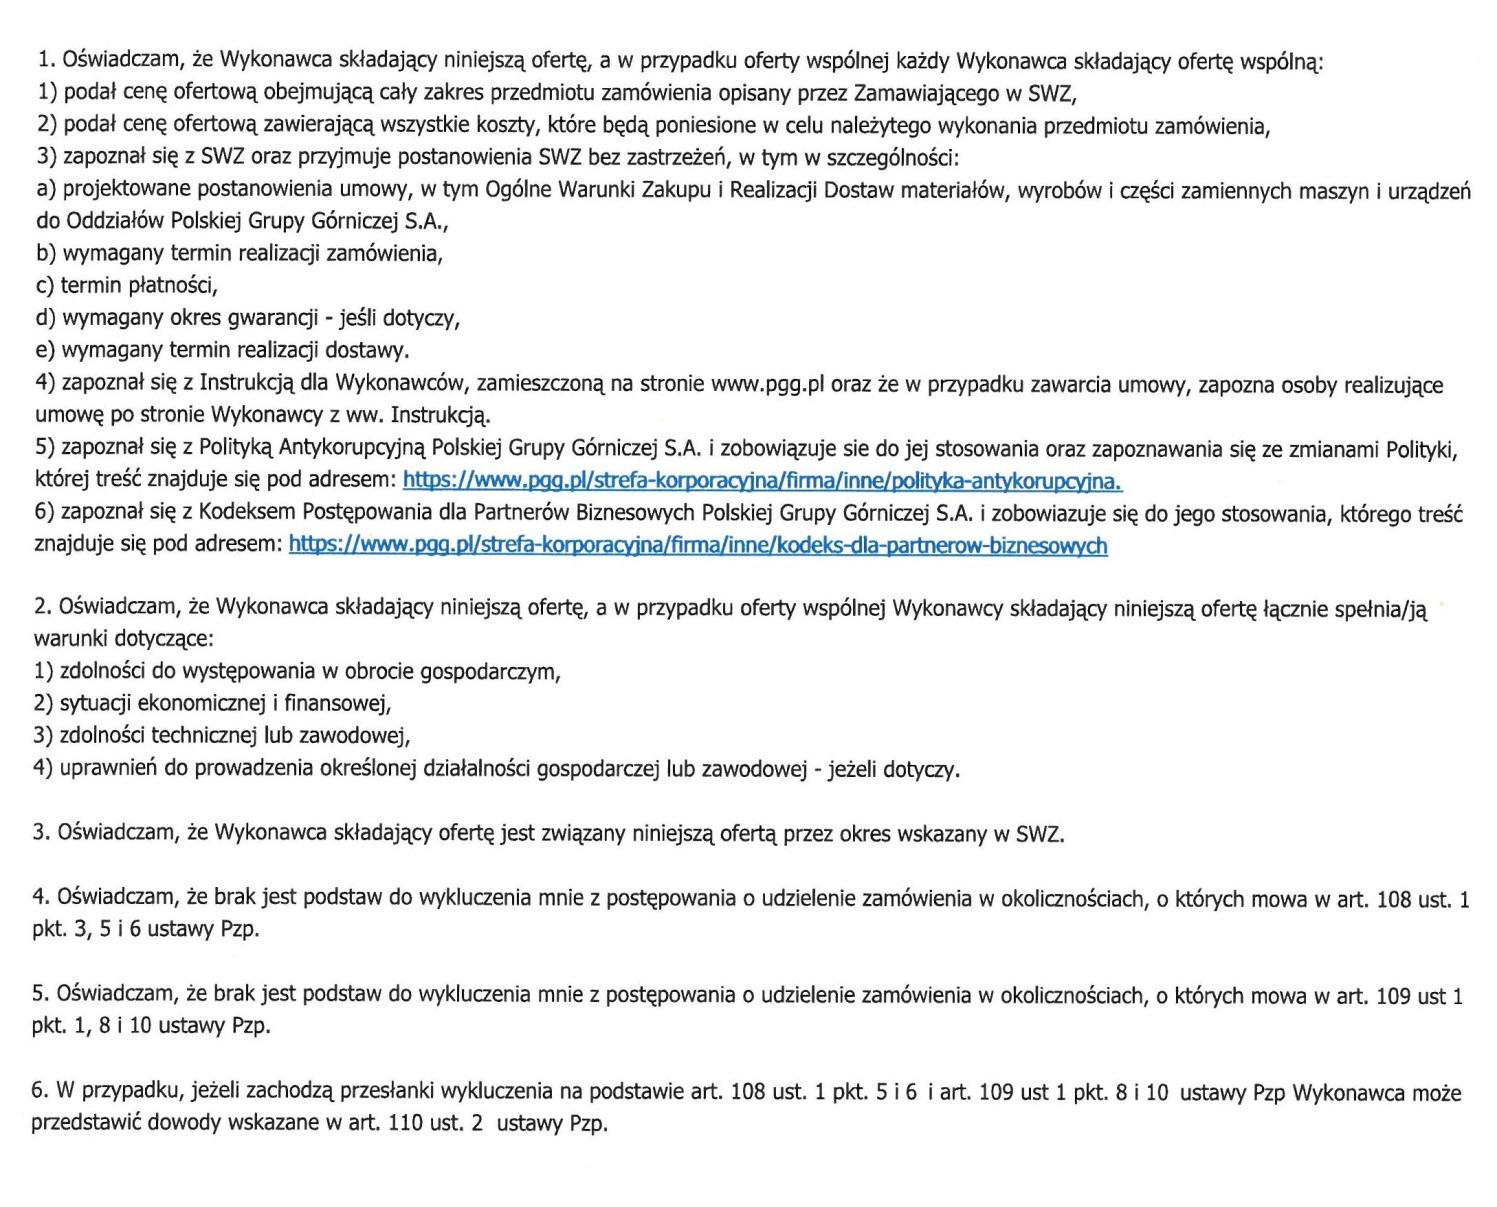 1. Oświadczam, że Wykonawca składający niniejszą ofertę, a w przypadku oferty wspólnej każdy Wykonawca składający ofertę wspólną:
1) podał cenę ofertową obejmującą cały zakres przedmiotu zamówienia opisany przez Zamawiającego w SWZ,
2) podał cenę ofertową zawierającą wszystkie koszty, które będą poniesione w celu należytego wykonania przedmiotu zamówienia,
3) zapoznał się z SWZ oraz przyjmuje postanowienia SWZ bez zastrzeżeń, w tym w szczególności:
a) projektowane postanowienia umowy, w tym Ogólne Warunki Zakupu i Realizacji Dostaw materiałów, wyrobów i części zamiennych maszyn i urządzeń
do Oddziałów Polskiej Grupy Górniczej S.A.,
b) wymagany termin realizacji zamówienia,
c) termin płatności,
d) wymagany okres gwarancji - jeśli dotyczy,
e) wymagany termin realizacji dostawy.
4) zapoznał się z Instrukcją dla Wykonawców, zamieszczoną na stronie www.pgg.pl oraz że w przypadku zawarcia umowy, zapozna osoby realizujące
umowę po stronie Wykonawcy z ww. Instrukcją.
5) zapoznał się z Polityką Antykorupcyjną Polskiej Grupy Górniczej S.A. i zobowiązuje sie do jej stosowania oraz zapoznawania się ze zmianami Polityki,
której treść znajduje się pod adresem: https://www.pgg.pl/strefa-korporacyjna/firma/inne/polityka-antykorupcyjna.
6) zapoznał się z Kodeksem Postępowania dla Partnerów Biznesowych Polskiej Grupy Górniczej S.A. i zobowiazuje się do jego stosowania, którego treść
znajduje się pod adresem: https://www.pgg.pl/strefa-korporacyjna/firma/inne/kodeks-dla-partnerow-biznesowych
2. Oświadczam, że Wykonawca składający niniejszą ofertę, a w przypadku oferty wspólnej Wykonawcy składający niniejszą ofertę łącznie spełnia/ją
warunki dotyczące:
1) zdolności do występowania w obrocie gospodarczym,
2) sytuacji ekonomicznej i finansowej,
3) zdolności technicznej lub zawodowej,
4) uprawnień do prowadzenia określonej działalności gospodarczej lub zawodowej - jeżeli dotyczy.
3. Oświadczam, że Wykonawca składający ofertę jest związany niniejszą ofertą przez okres wskazany w SWZ.
4. Oświadczam, że brak jest podstaw do wykluczenia mnie z postępowania o udzielenie zamówienia w okolicznościach, o których mowa w art. 108 ust. 1
pkt. 3, 5 i 6 ustawy Pzp.
5. Oświadczam, że brak jest podstaw do wykluczenia mnie z postępowania o udzielenie zamówienia w okolicznościach, o których mowa w art. 109 ust 1
pkt. 1, 8 i 10 ustawy Pzp.
6. W przypadku, jeżeli zachodzą przesłanki wykluczenia na podstawie art. 108 ust. 1 pkt. 5 i 6 i art. 109 ust 1 pkt. 8 i 10 ustawy Pzp Wykonawca może
przedstawić dowody wskazane w art. 110 ust. 2 ustawy Pzp.